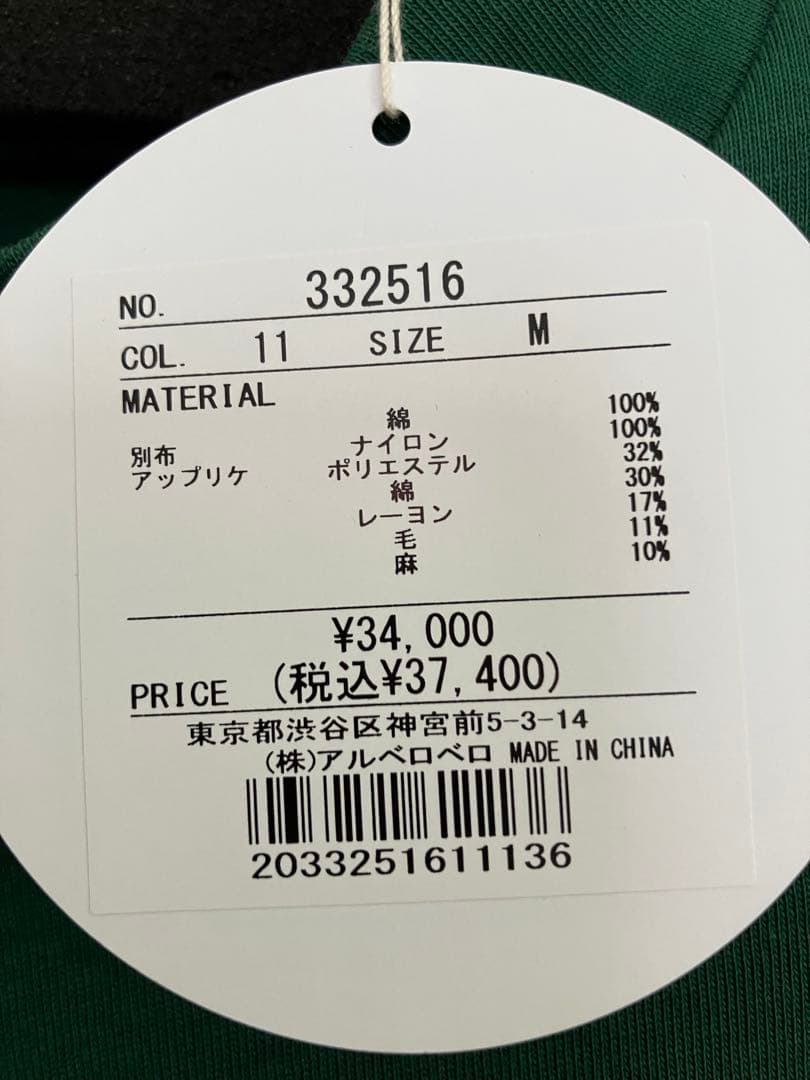 NO. 332516
COL. 11 SIZE M
MATERIAL
綿 100%
別布 ナイロン 100%
アップリケ ポリエステル 32%
綿 30%
レーヨン 17%
毛 11%
麻 10%
¥34,000
PRICE (税込¥37,400)
東京都渋谷区神宮前5-3-14
(株)アルベロベロ MADE IN CHINA
2033251611136